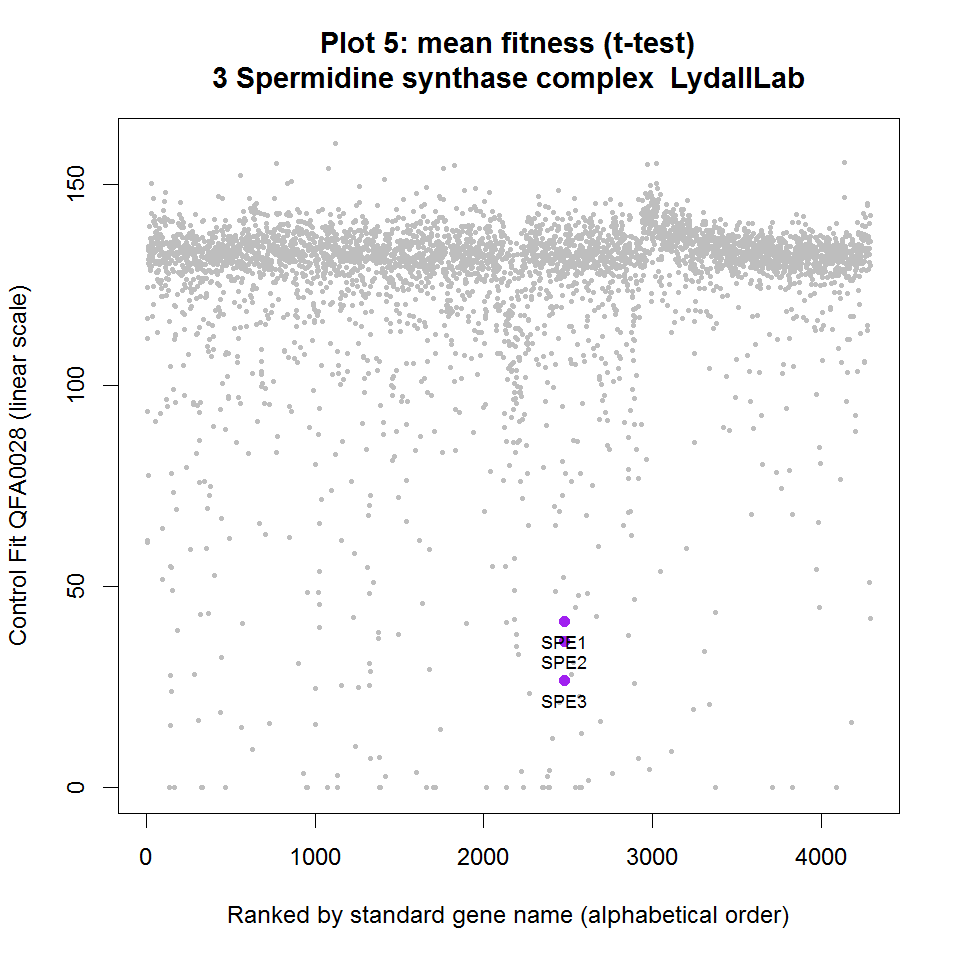 Plot 5: mean fitness (t-test)
3 Spermidine synthase complex  LydallLab
Control Fit QFA0028 (linear scale)
150
100
50
0
SPE1
SPE2
SPE3
0 1000 2000 3000 4000
Ranked by standard gene name (alphabetical order)